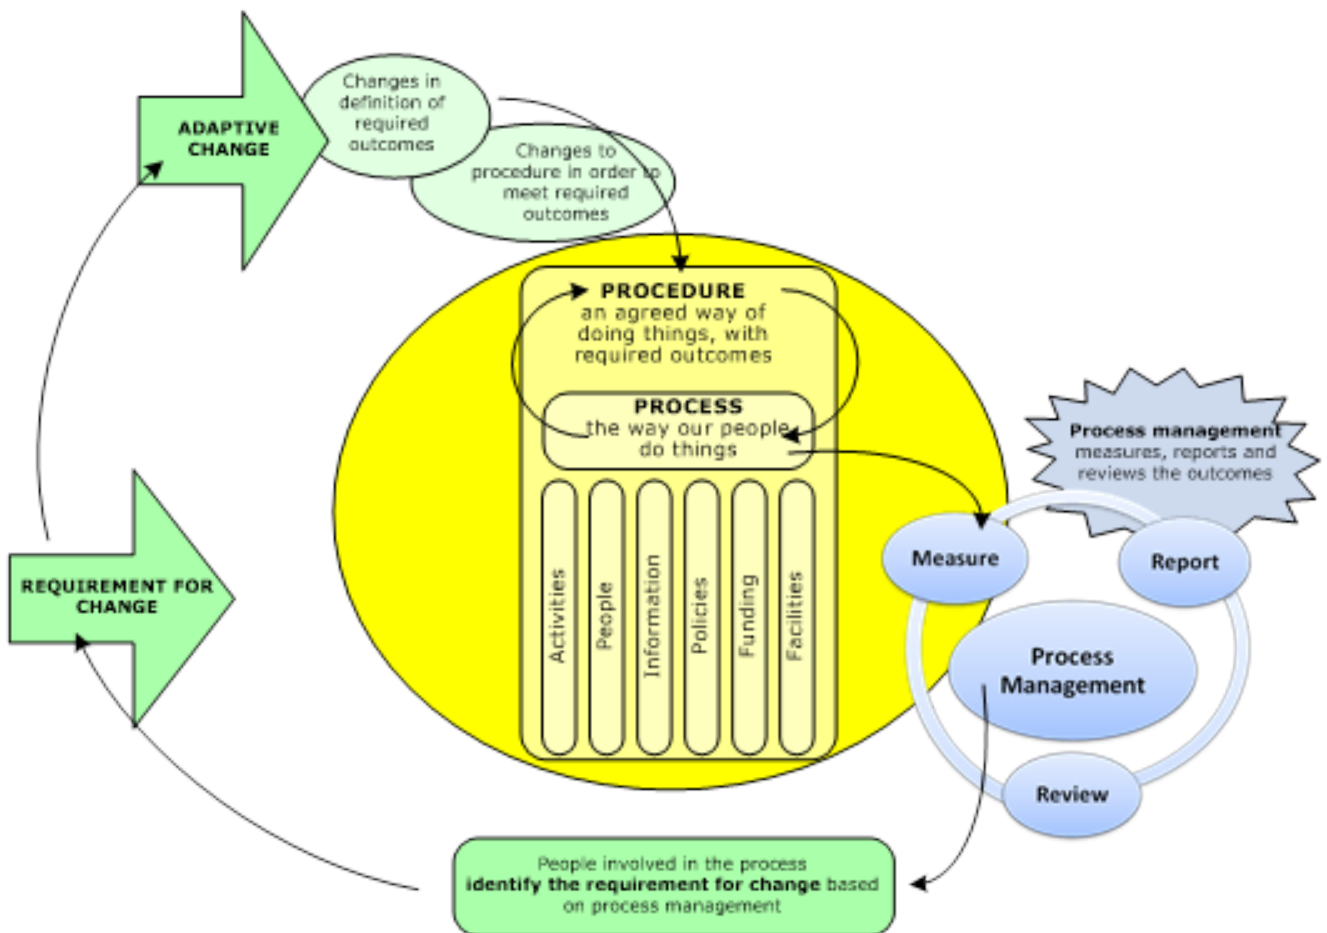 ADAPTIVE
CHANGE
Changes in
definition of
required
outcomes
Changes to
procedure in order to
meet required
outcomes
PROCEDURE
an agreed way of
doing things, with
required outcomes
PROCESS
the way our people
do things
Activities
People
Information
Policies
Funding
Facilities
Process management
measures, reports and
reviews the outcomes
Measure
Report
Process
Management
Review
REQUIREMENT FOR
CHANGE
People involved in the process
identify the requirement for change based
on process management